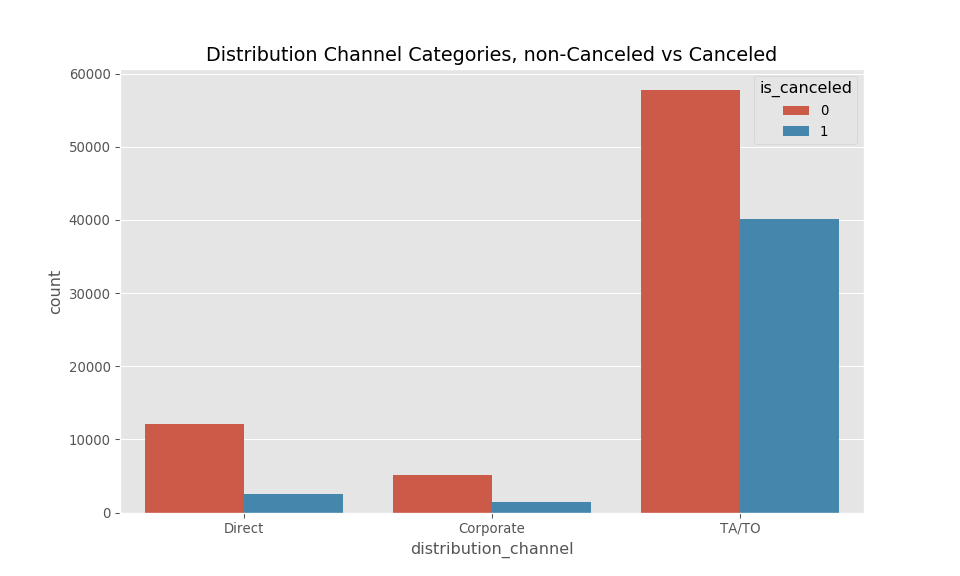 Distribution Channel Categories, non-Canceled vs Canceled
60000
50000
40000
30000
20000
10000
0
count
is_canceled
0
1
Direct
Corporate
TA/TO
distribution_channel